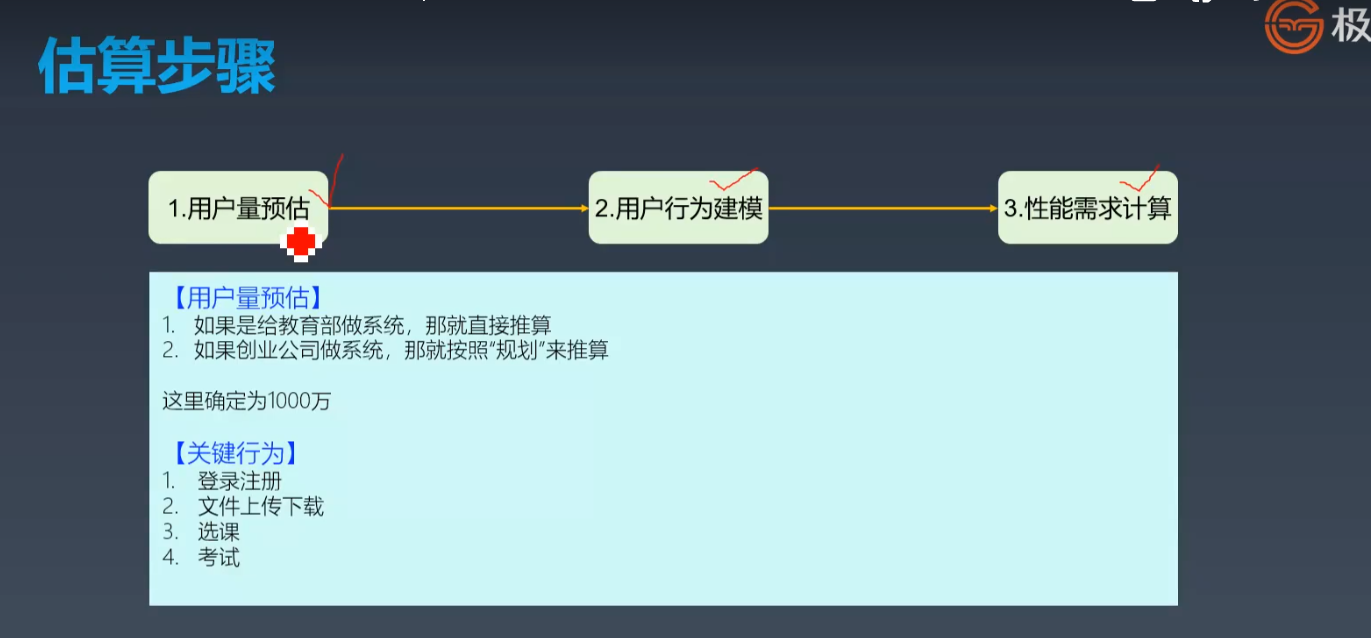 极
估算步骤
1.用户量预估
2.用户行为建模
3.性能需求计算
【用户量预估】
1. 如果是给教育部做系统，那就直接推算
2. 如果创业公司做系统，那就按照“规划”来推算
这里确定为1000万
【关键行为】
1. 登录注册
2. 文件上传下载
3. 选课
4. 考试